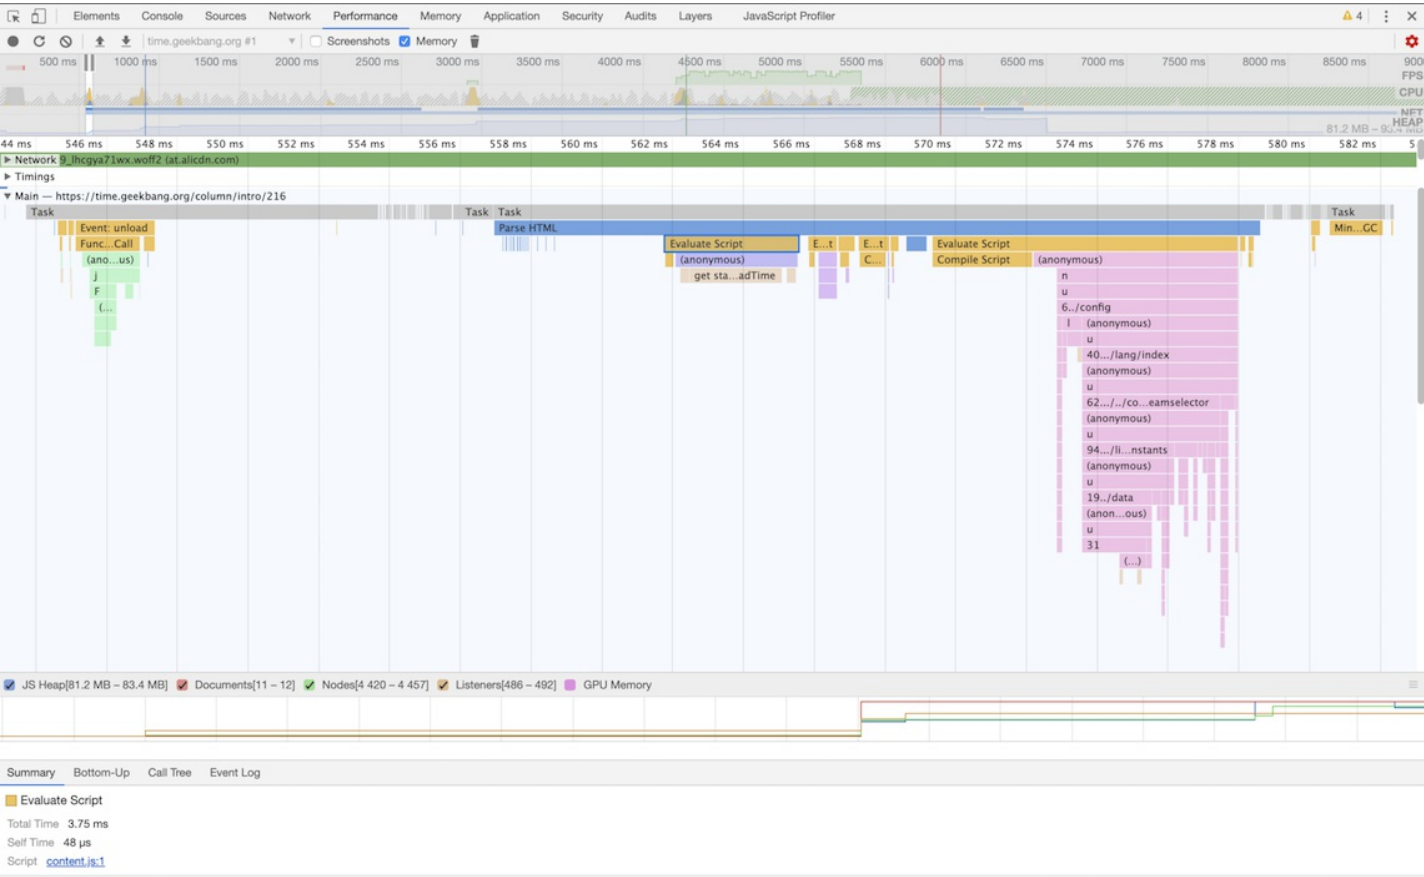 Elements Console Sources Network Performance Memory Application Security Audits Layers JavaScript Profiler 4
time.geekbang.org #1 Screenshots Memory
500 ms 1000 ms 1500 ms 2000 ms 2500 ms 3000 ms 3500 ms 4000 ms 4500 ms 5000 ms 5500 ms 6000 ms 6500 ms 7000 ms 7500 ms 8000 ms 8500 ms 900
FPS
CPU
NET
HEAP
81.2 MB – 93.4 MB
44 ms 546 ms 548 ms 550 ms 552 ms 554 ms 556 ms 558 ms 560 ms 562 ms 564 ms 566 ms 568 ms 570 ms 572 ms 574 ms 576 ms 578 ms 580 ms 582 ms 5
Network 9_lhcgya71wx.woff2 (at.alicdn.com)
Timings
Main — https://time.geekbang.org/column/intro/216
Task Task Task Task
Event: unload Parse HTML Min...GC
Func...Call Evaluate Script E...t E...t Evaluate Script
(ano...us) (anonymous) C... Compile Script (anonymous)
j get sta...adTime n
F u
(... 6../config
l (anonymous)
u
40.../lang/index
(anonymous)
u
62.../../co...eamselector
(anonymous)
u
94.../li...nstants
(anonymous)
u
19../data
(anon...ous)
u
31
(...)
JS Heap[81.2 MB – 83.4 MB] Documents[11 – 12] Nodes[4 420 – 4 457] Listeners[486 – 492] GPU Memory
Summary Bottom-Up Call Tree Event Log
Evaluate Script
Total Time 3.75 ms
Self Time 48 μs
Script content.js:1